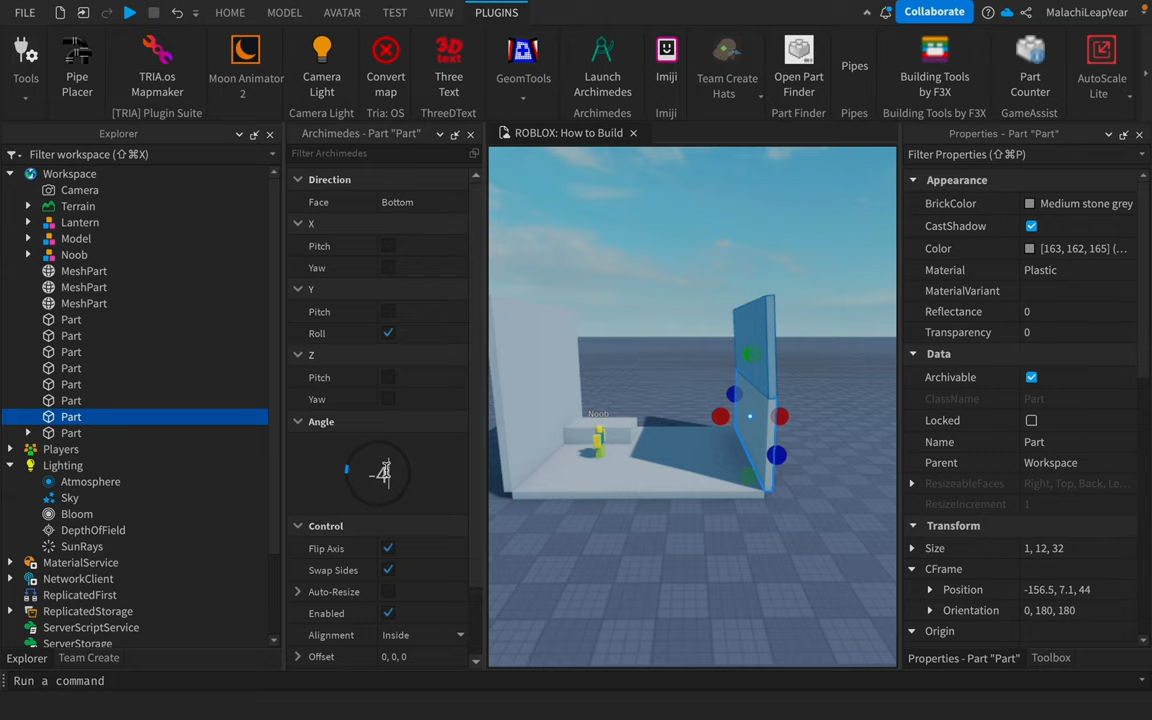 FILE HOME MODEL AVATAR TEST VIEW PLUGINS Collaborate MalachiLeapYear
Tools
Pipe Placer
TRIA.os Mapmaker
Moon Animator 2
Camera Light
Convert map
3D text
Three Text
GeomTools
Launch Archimedes
Imiji
Team Create Hats
Open Part Finder
Pipes
Building Tools by F3X
Part Counter
AutoScale Lite
[TRIA] Plugin Suite Camera Light Tria: OS ThreeDText Archimedes Imiji Part Finder Pipes Building Tools by F3X GameAssist
Explorer
Filter workspace (⇧⌘X)
Workspace
Camera
Terrain
Lantern
Model
Noob
MeshPart
MeshPart
MeshPart
Part
Part
Part
Part
Part
Part
Part
Part
Players
Lighting
Atmosphere
Sky
Bloom
DepthOfField
SunRays
MaterialService
NetworkClient
ReplicatedFirst
ReplicatedStorage
ServerScriptService
ServerStorage
Explorer Team Create
Archimedes - Part "Part"
Filter Archimedes
Direction
Face Bottom
X
Pitch
Yaw
Y
Pitch
Roll
Z
Pitch
Yaw
Angle
Control
Flip Axis
Swap Sides
Auto-Resize
Enabled
Alignment Inside
Offset 0, 0, 0
ROBLOX: How to Build
Noob
Properties - Part "Part"
Filter Properties (⇧⌘P)
Appearance
BrickColor Medium stone grey
CastShadow
Color [163, 162, 165] (...
Material Plastic
MaterialVariant
Reflectance 0
Transparency 0
Data
Archivable
ClassName Part
Locked
Name Part
Parent Workspace
ResizeableFaces Right, Top, Back, Le...
ResizeIncrement 1
Transform
Size 1, 12, 32
CFrame
Position -156.5, 7.1, 44
Orientation 0, 180, 180
Origin
Properties - Part "Part" Toolbox
Run a command